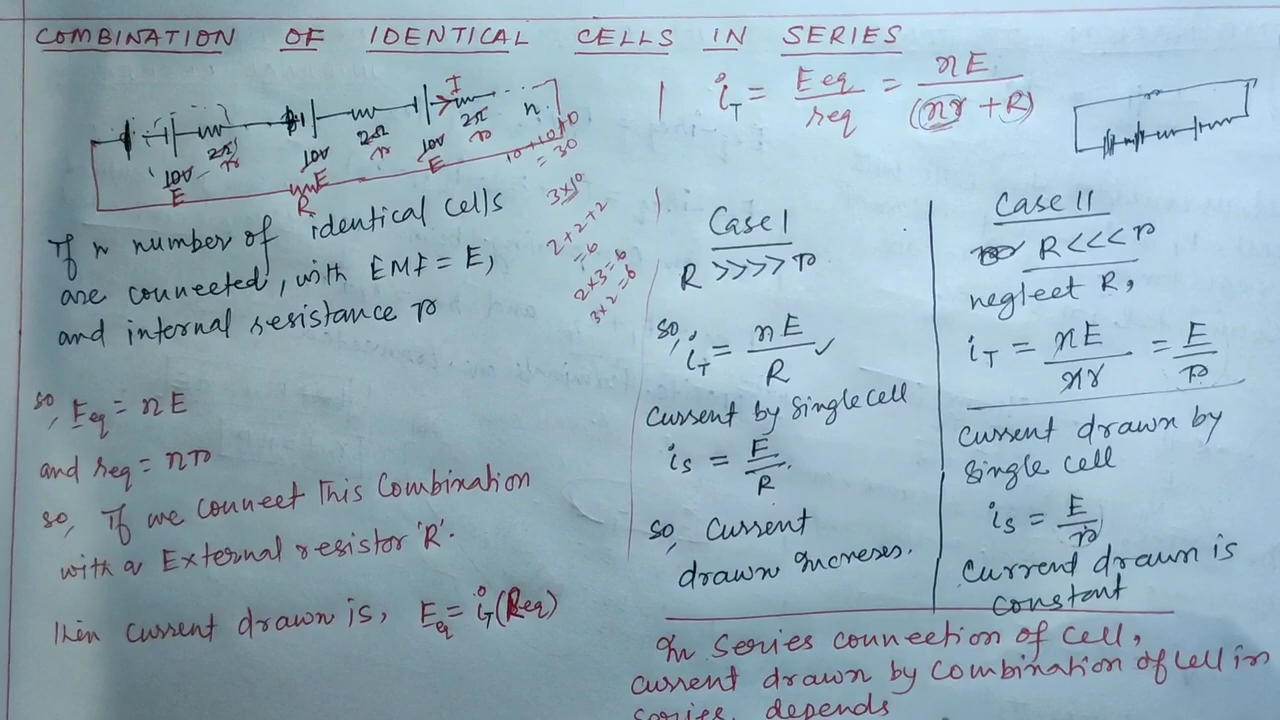 COMBINATION OF IDENTICAL CELLS IN SERIES
I
2Ω 2Ω 2Ω n
10V r 10V r 10V r
E E E
R
10+10+10
= 30
3×10
2+2+2
= 6
2×3=6
3×2=6
If n number of identical cells
are connected, with EMF = E,
and internal resistance r
so, Eeq = nE
and req = nr
so, If we connect This Combination
with a External resistor 'R'.
Then current drawn is, Eeq = iT(Req)
iT = Eeq/req = nE/(nr + R)
Case I
R >>>> r
so, iT = nE/R ✓
Current by Single cell
is = E/R.
so, Current
drawn Increses.
Case II
R <<< r
neglect R,
iT = nE/nr = E/r
Current drawn by
Single cell
is = E/r
Current drawn is
constant
In Series connection of Cell,
current drawn by combination of cell in
series, depends